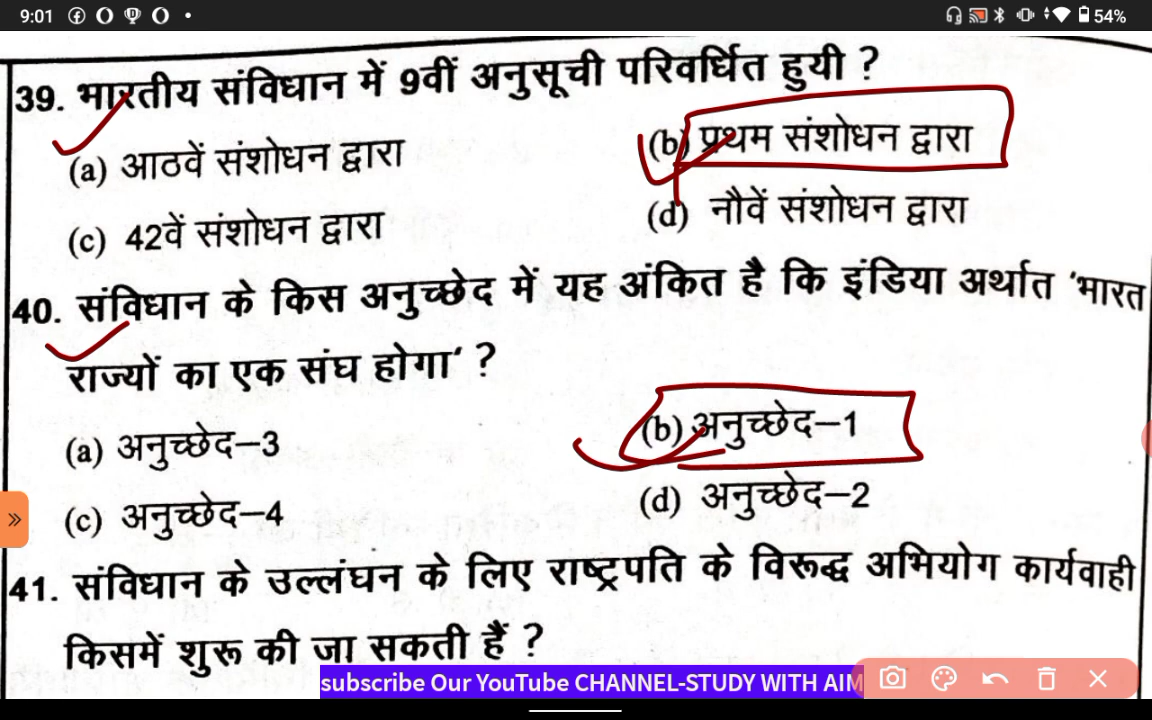 9:01
54%
39. भारतीय संविधान में 9वीं अनुसूची परिवर्धित हुयी ?
(a) आठवें संशोधन द्वारा (b) प्रथम संशोधन द्वारा
(c) 42वें संशोधन द्वारा (d) नौवें संशोधन द्वारा
40. संविधान के किस अनुच्छेद में यह अंकित है कि इंडिया अर्थात 'भारत
राज्यों का एक संघ होगा' ?
(a) अनुच्छेद–3 (b) अनुच्छेद–1
(c) अनुच्छेद–4 (d) अनुच्छेद–2
41. संविधान के उल्लंघन के लिए राष्ट्रपति के विरूद्ध अभियोग कार्यवाही
किसमें शुरू की जा सकती हैं ?
subscribe Our YouTube CHANNEL-STUDY WITH AIM